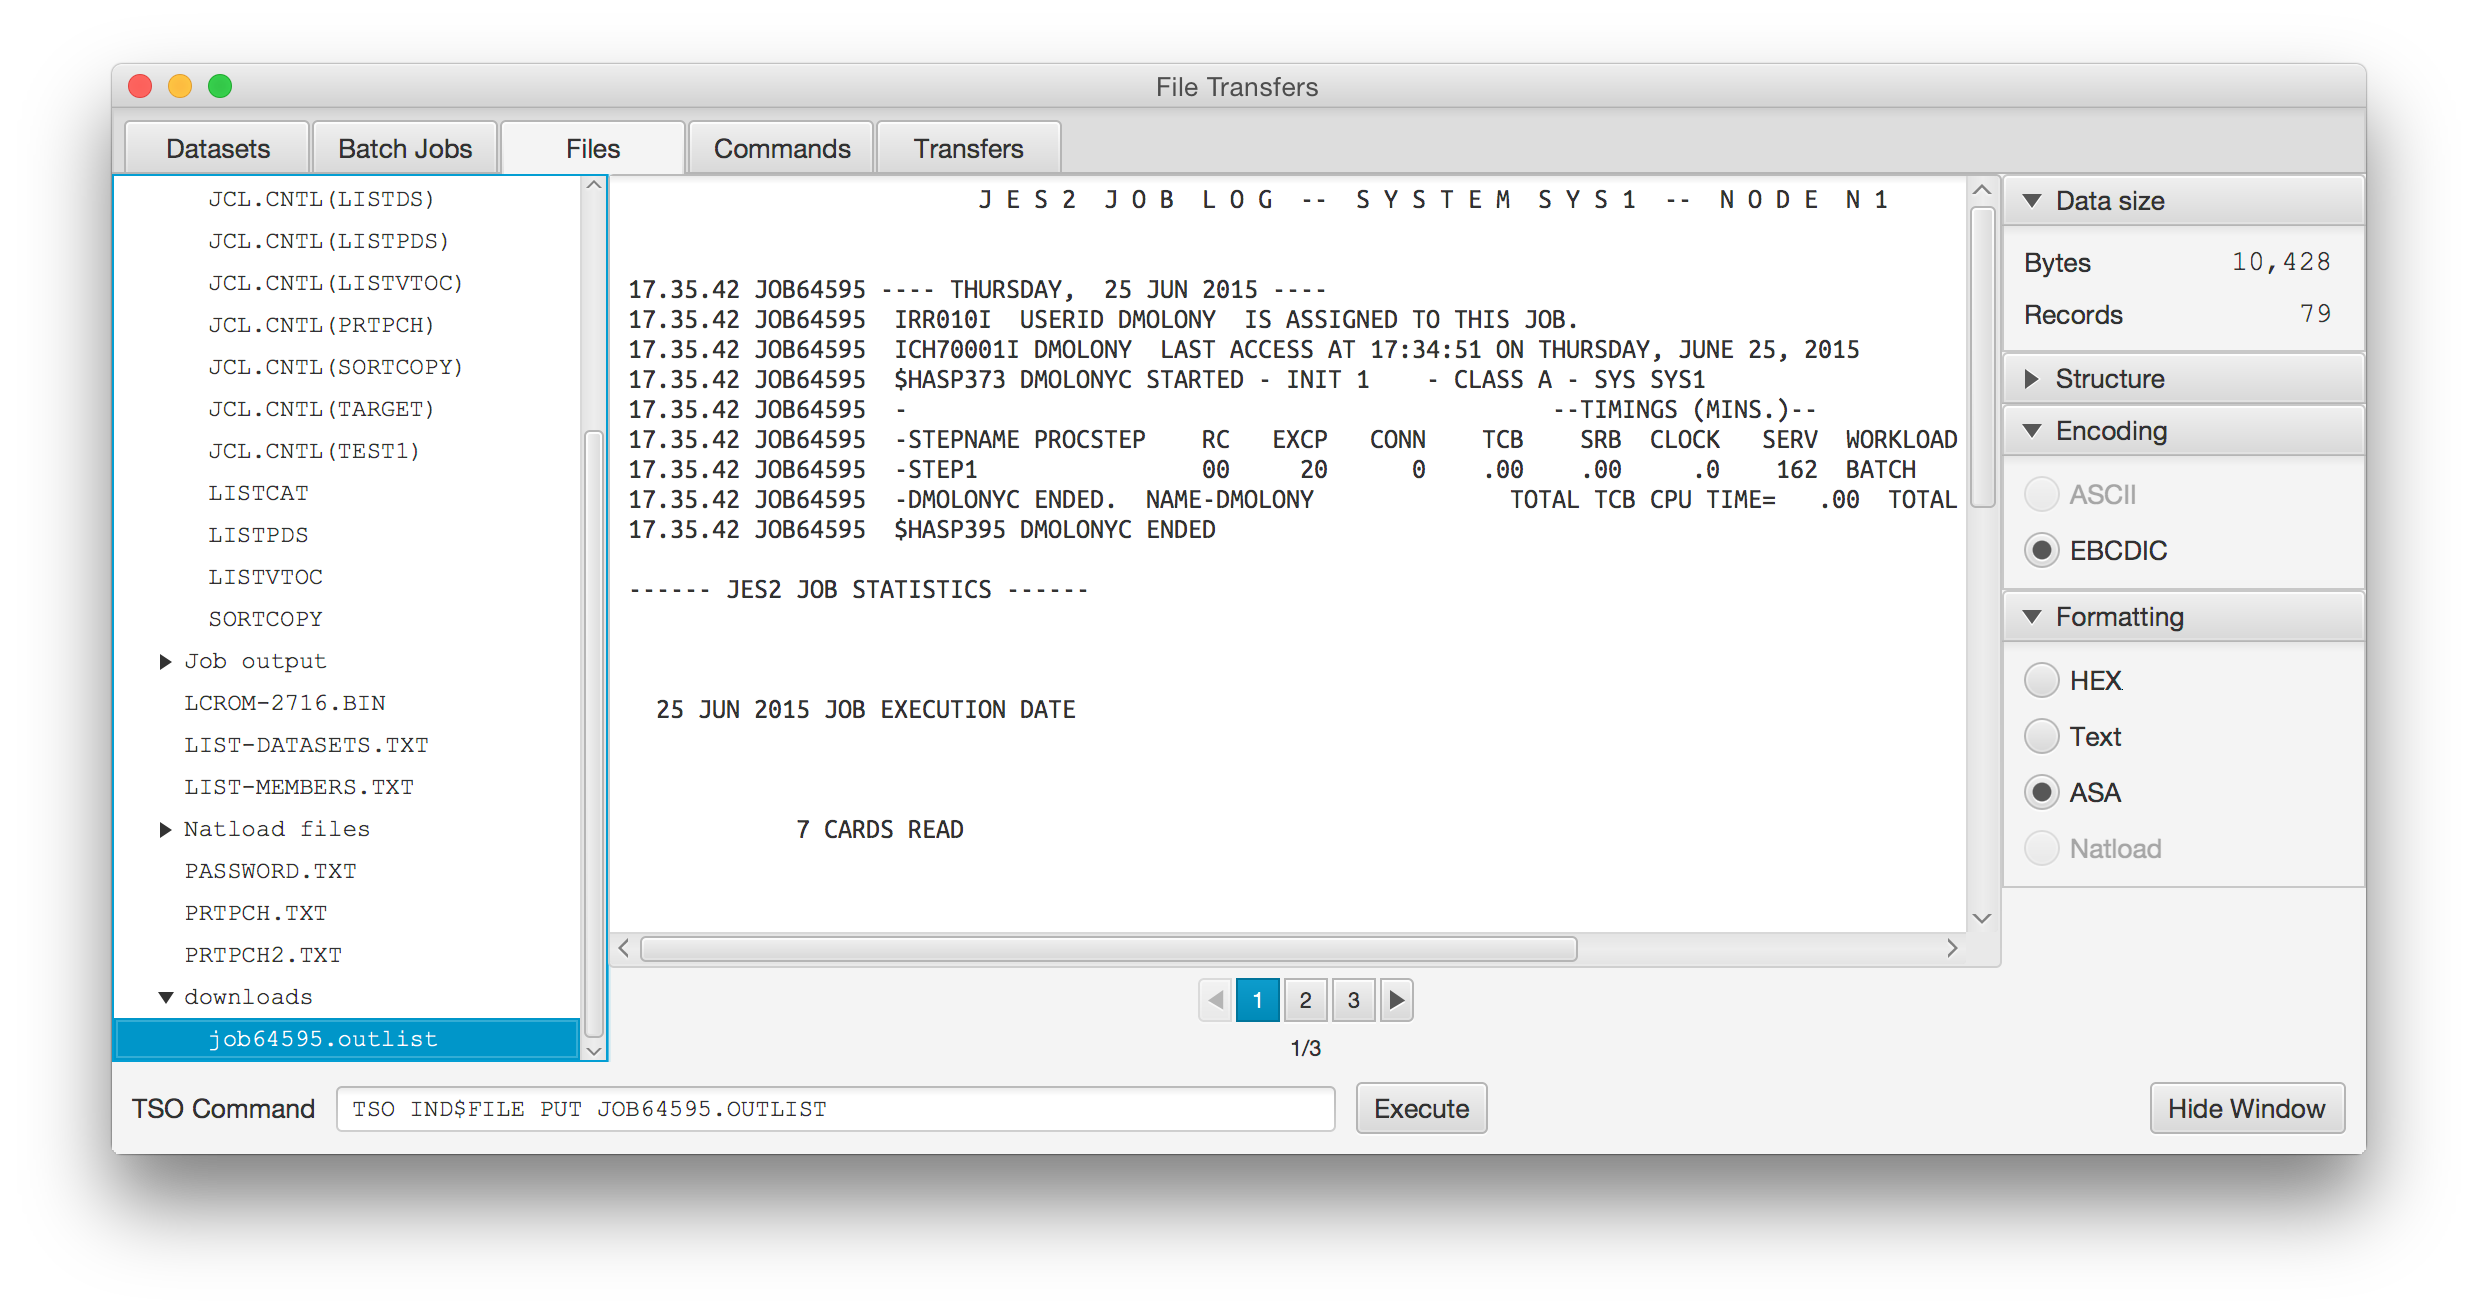 File Transfers
Datasets Batch Jobs Files Commands Transfers
JCL.CNTL(LISTDS)
JCL.CNTL(LISTPDS)
JCL.CNTL(LISTVTOC)
JCL.CNTL(PRTPCH)
JCL.CNTL(SORTCOPY)
JCL.CNTL(TARGET)
JCL.CNTL(TEST1)
LISTCAT
LISTPDS
LISTVTOC
SORTCOPY
Job output
LCROM-2716.BIN
LIST-DATASETS.TXT
LIST-MEMBERS.TXT
Natload files
PASSWORD.TXT
PRTPCH.TXT
PRTPCH2.TXT
downloads
job64595.outlist
J E S 2  J O B  L O G  --  S Y S T E M  S Y S 1  --  N O D E  N 1
17.35.42 JOB64595 ---- THURSDAY,  25 JUN 2015 ----
17.35.42 JOB64595  IRR010I  USERID DMOLONY  IS ASSIGNED TO THIS JOB.
17.35.42 JOB64595  ICH70001I DMOLONY  LAST ACCESS AT 17:34:51 ON THURSDAY, JUNE 25, 2015
17.35.42 JOB64595  $HASP373 DMOLONYC STARTED - INIT 1    - CLASS A - SYS SYS1
17.35.42 JOB64595  -                                              --TIMINGS (MINS.)--
17.35.42 JOB64595  -STEPNAME PROCSTEP    RC   EXCP   CONN    TCB    SRB  CLOCK   SERV  WORKLOAD
17.35.42 JOB64595  -STEP1                00     20      0    .00    .00     .0    162  BATCH
17.35.42 JOB64595  -DMOLONYC ENDED.  NAME-DMOLONY              TOTAL TCB CPU TIME=   .00  TOTAL
17.35.42 JOB64595  $HASP395 DMOLONYC ENDED
------ JES2 JOB STATISTICS ------
25 JUN 2015 JOB EXECUTION DATE
7 CARDS READ
1 2 3
1/3
Data size
Bytes 10,428
Records 79
Structure
Encoding
ASCII
EBCDIC
Formatting
HEX
Text
ASA
Natload
TSO Command TSO IND$FILE PUT JOB64595.OUTLIST Execute Hide Window